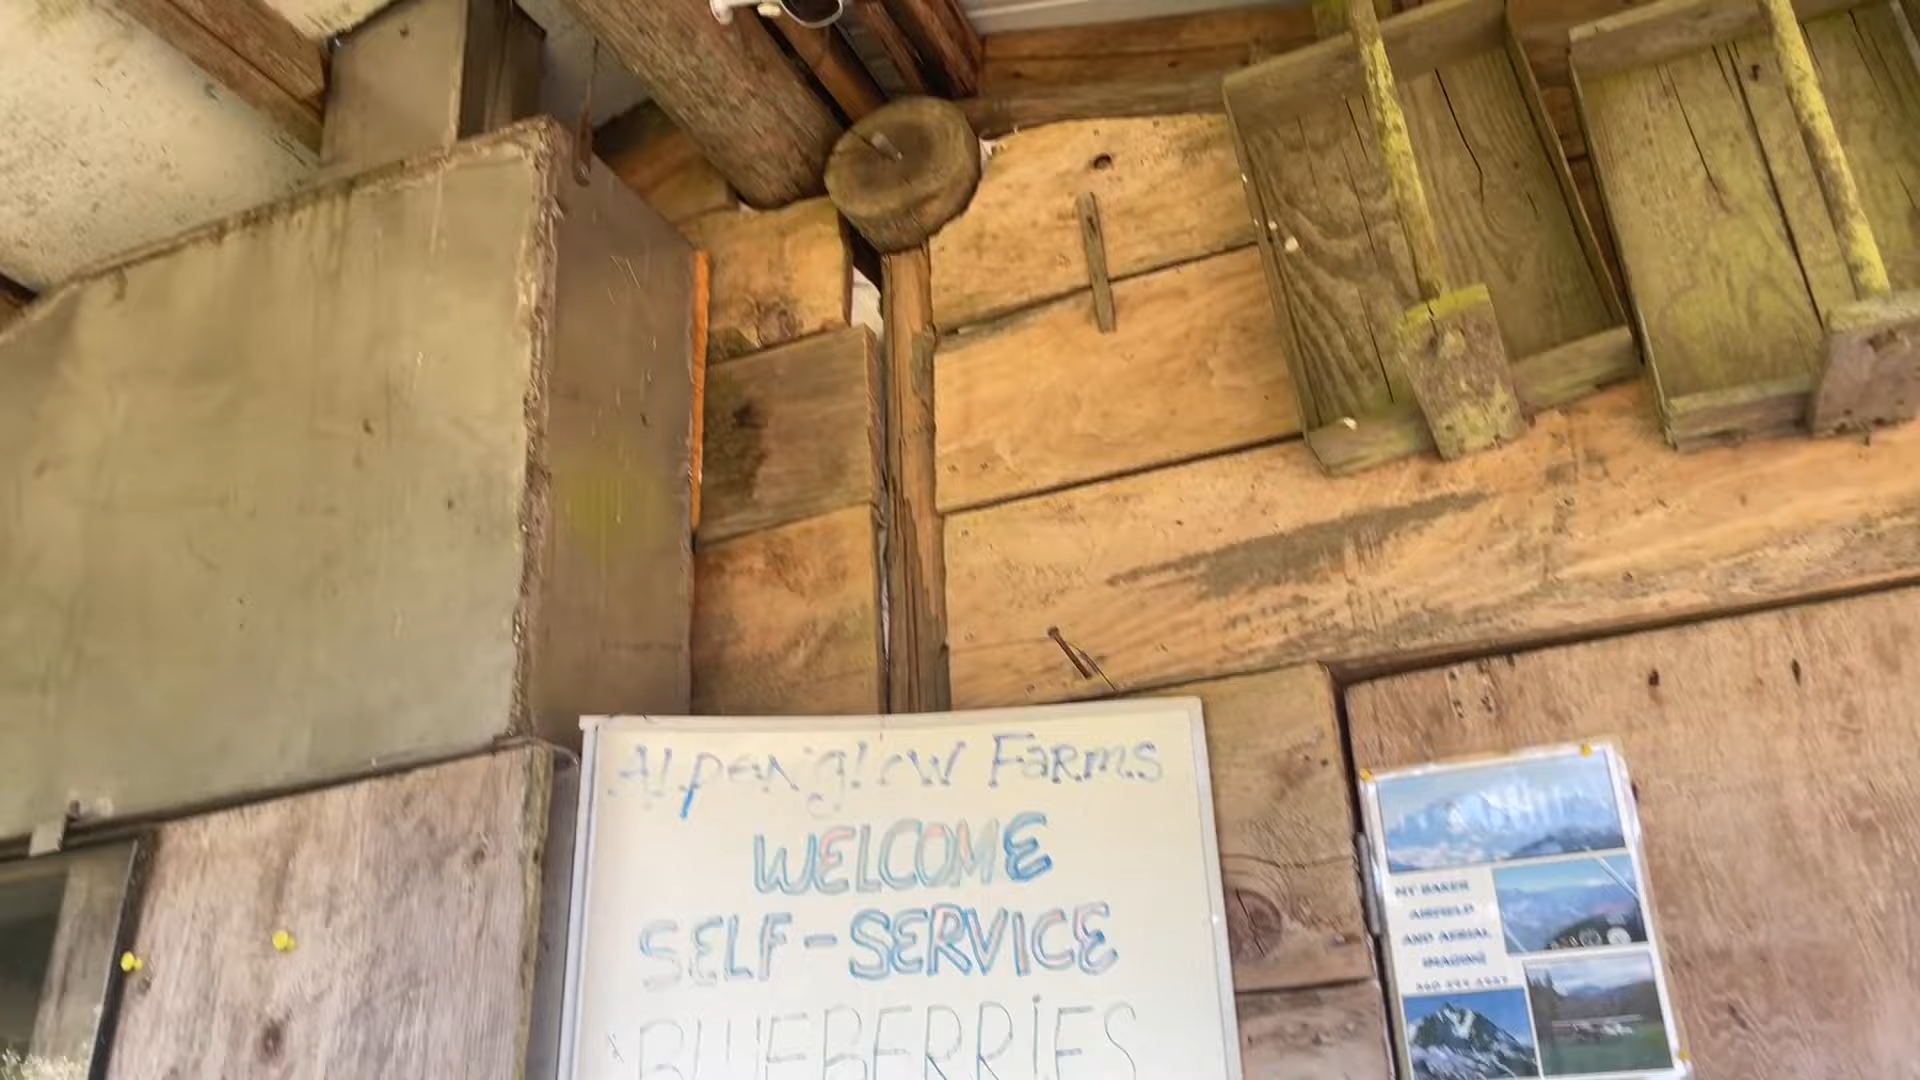 Alpenglow Farms
WELCOME
SELF-SERVICE
BLUEBERRIES
MT BAKER
AIRFIELD
AND AERIAL
IMAGING